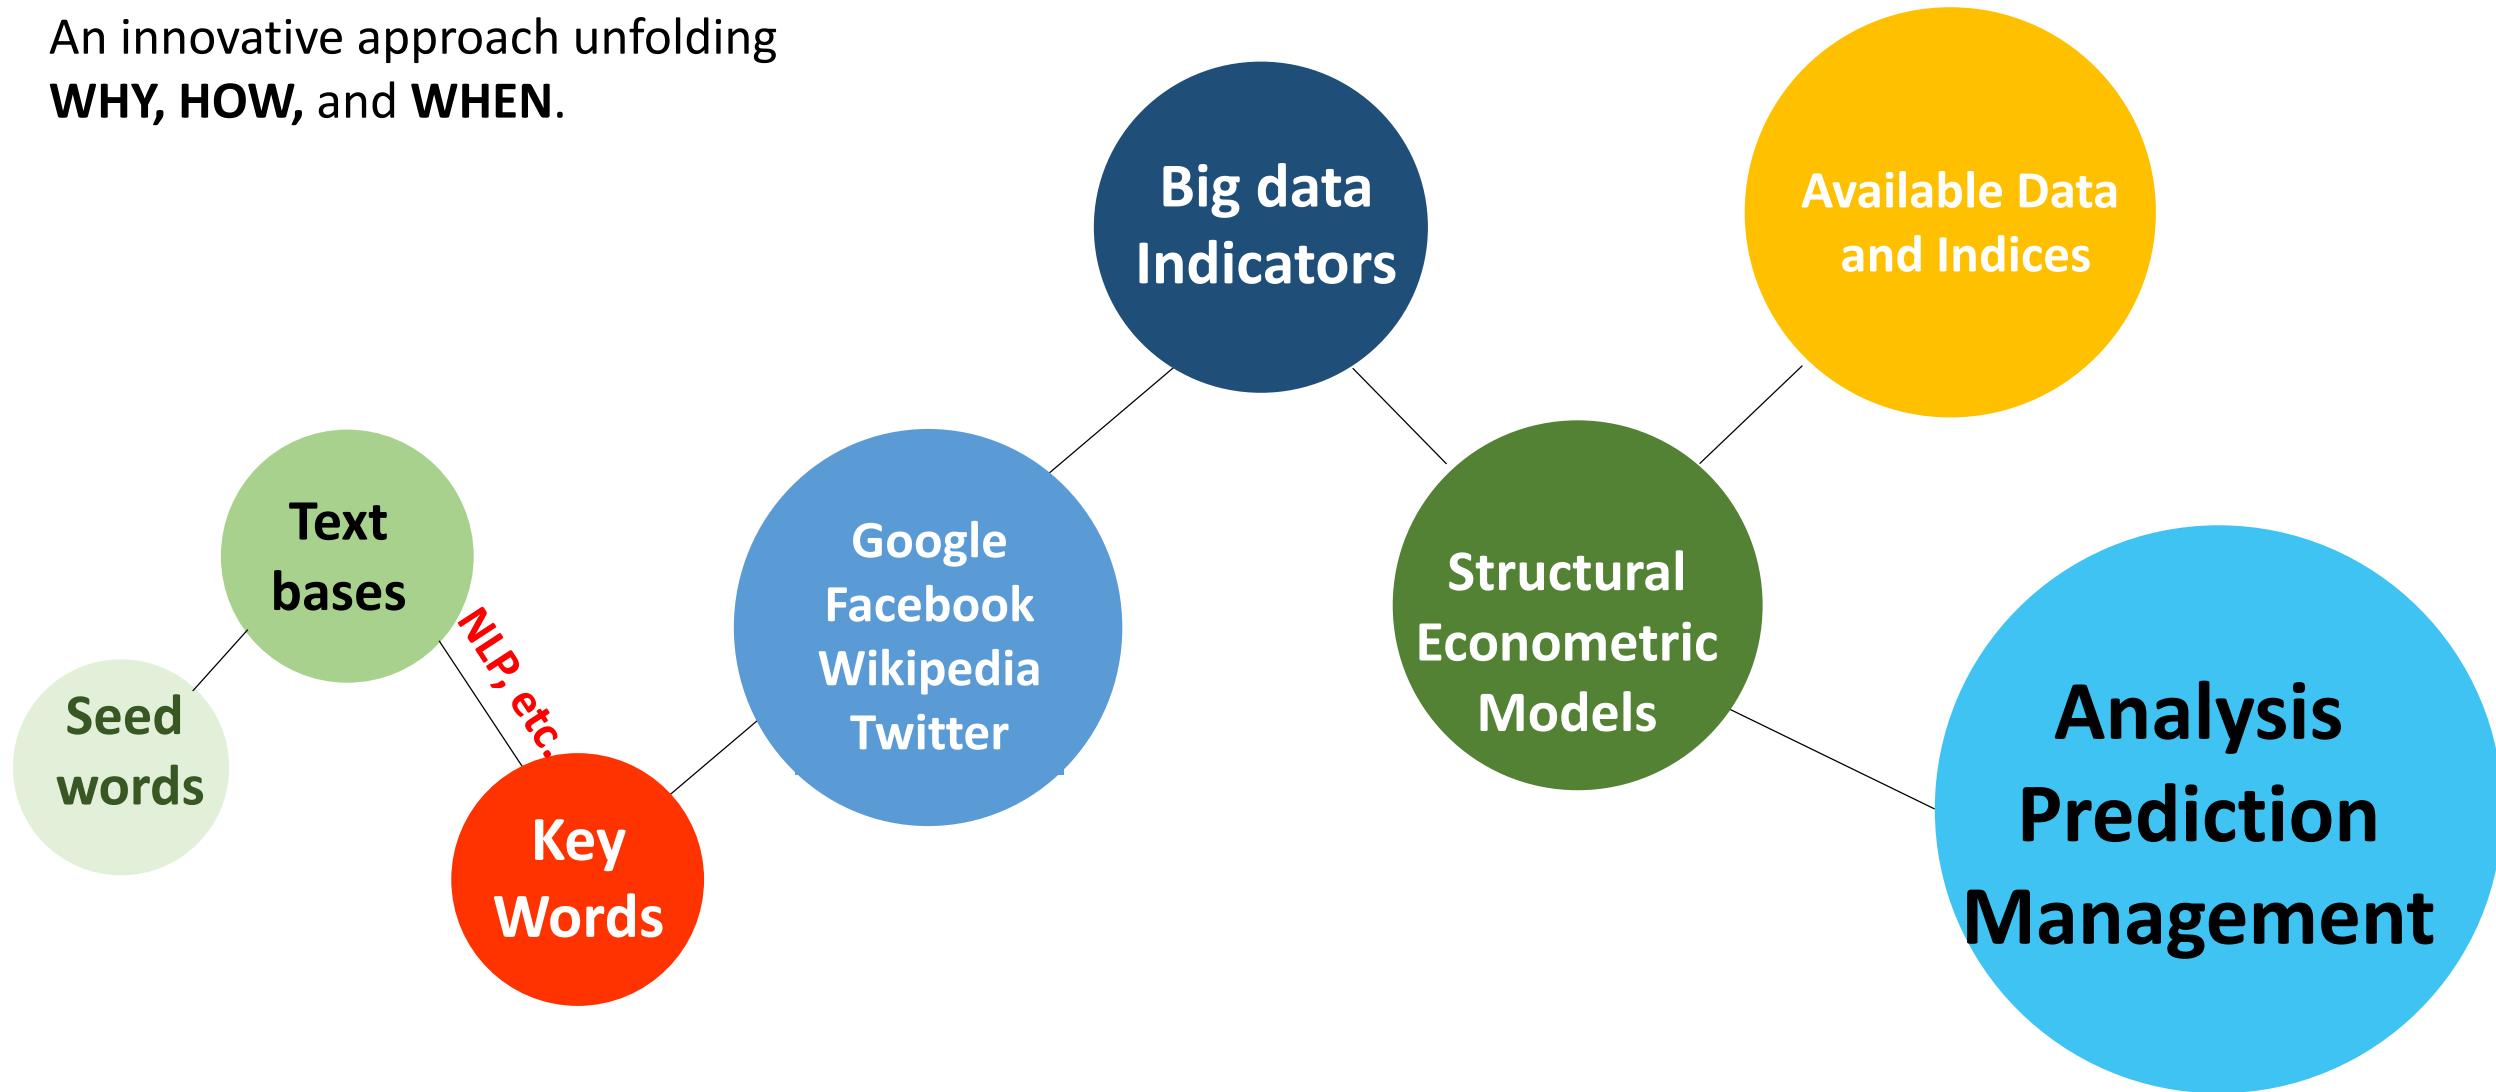 An innovative approach unfolding
WHY, HOW, and WHEN.
Seed
words
Text
bases
NLP, etc.
Key
Words
Google
Facebook
Wikipedia
Twitter
Big data
Indicators
Structural
Econometric
Models
Available Data
and Indices
Analysis
Prediction
Management